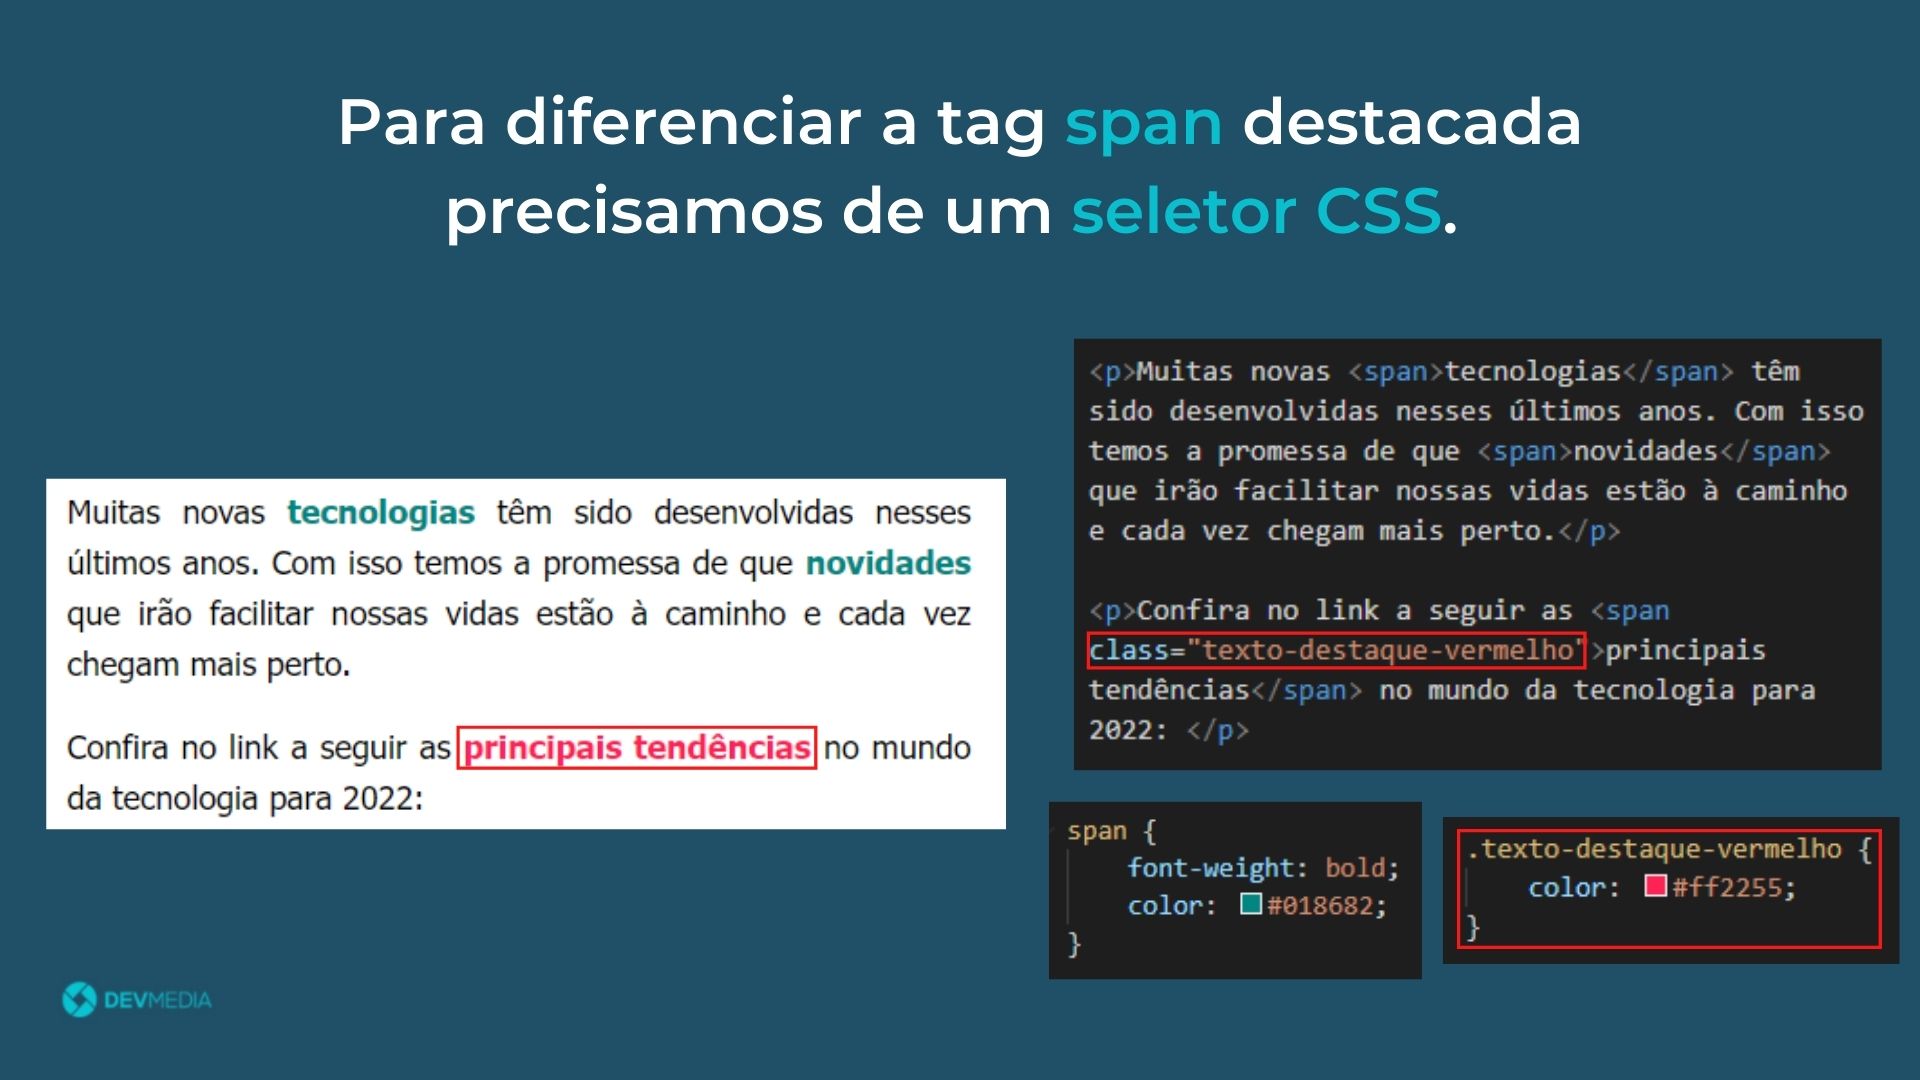 Para diferenciar a tag span destacada
precisamos de um seletor CSS.
Muitas novas tecnologias têm sido desenvolvidas nesses
últimos anos. Com isso temos a promessa de que novidades
que irão facilitar nossas vidas estão à caminho e cada vez
chegam mais perto.
Confira no link a seguir as principais tendências no mundo
da tecnologia para 2022:
<p>Muitas novas <span>tecnologias</span> têm
sido desenvolvidas nesses últimos anos. Com isso
temos a promessa de que <span>novidades</span>
que irão facilitar nossas vidas estão à caminho
e cada vez chegam mais perto.</p>
<p>Confira no link a seguir as <span
class="texto-destaque-vermelho">principais
tendências</span> no mundo da tecnologia para
2022: </p>
span {
font-weight: bold;
color: #018682;
}
.texto-destaque-vermelho {
color: #ff2255;
}
DEVMEDIA